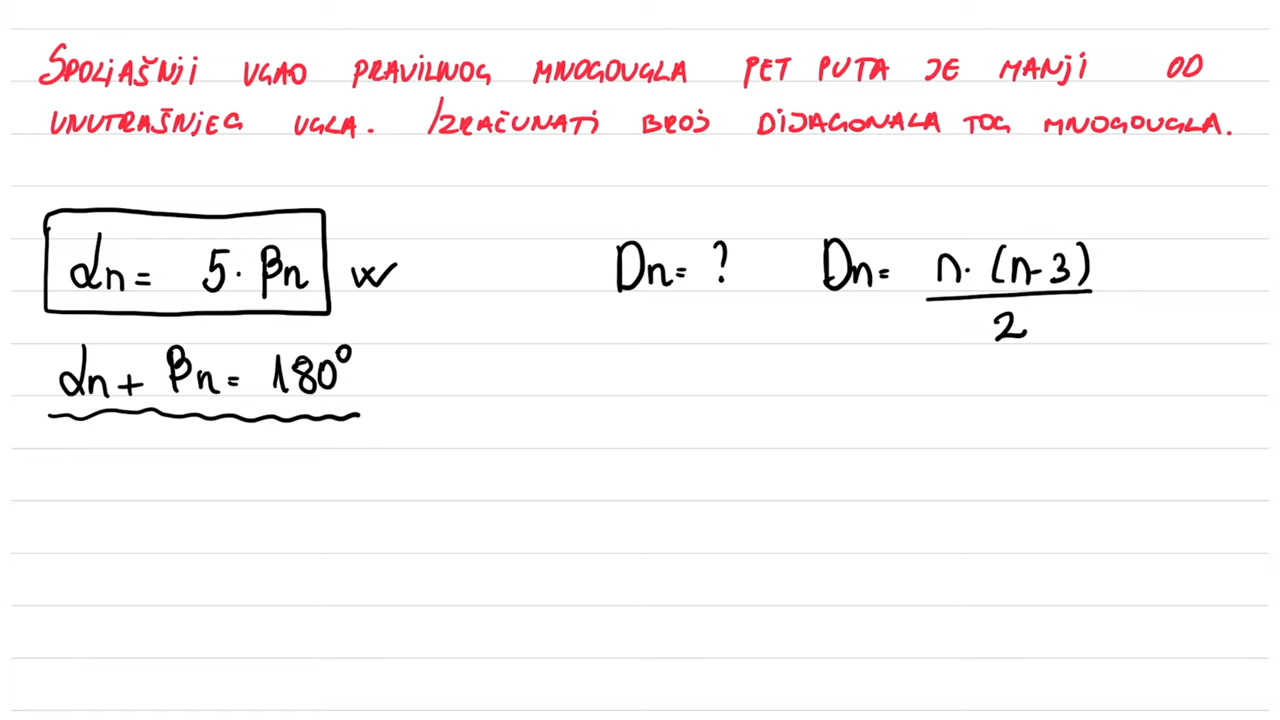 SPOLJAŠNJI UGAO PRAVILNOG MNOGOUGLA PET PUTA JE MANJI OD
UNUTRAŠNJEG UGLA. IZRAČUNATI BROJ DIJAGONALA TOG MNOGOUGLA.
αn = 5· βn
Dn = ? Dn = n·(n-3)/2
αn + βn = 180°